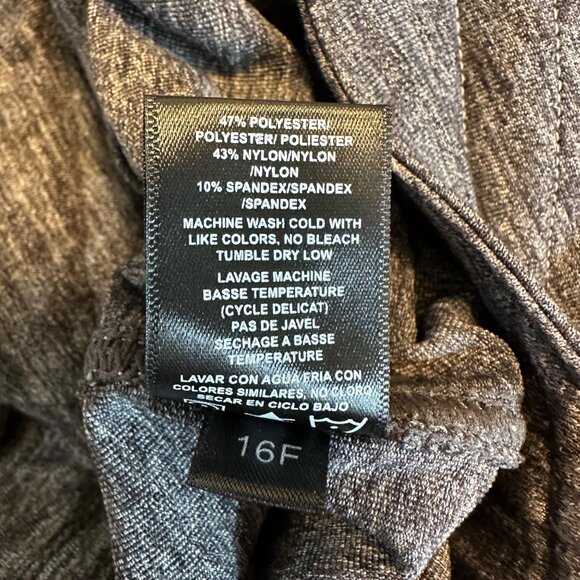 47% POLYESTER/
POLYESTER/ POLIESTER
43% NYLON/NYLON
/NYLON
10% SPANDEX/SPANDEX
/SPANDEX
MACHINE WASH COLD WITH
LIKE COLORS, NO BLEACH
TUMBLE DRY LOW
LAVAGE MACHINE
BASSE TEMPERATURE
(CYCLE DELICAT)
PAS DE JAVEL
SECHAGE A BASSE
TEMPERATURE
LAVAR CON AGUA FRIA CON
COLORES SIMILARES, NO CLORO
SECAR EN CICLO BAJO
16F